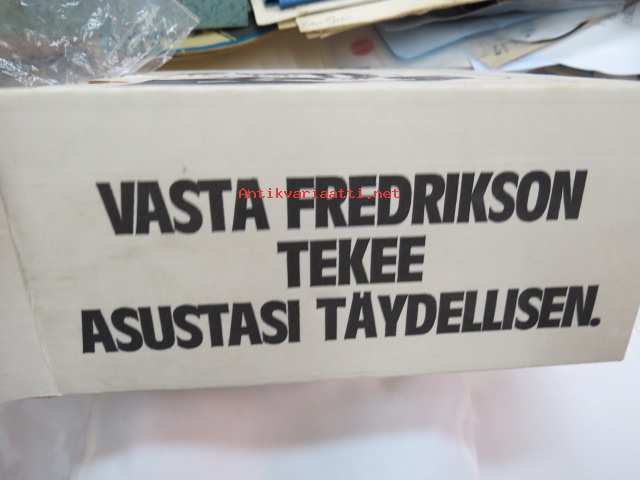 VASTA FREDRIKSON
TEKEE
ASUSTASI TÄYDELLISEN.
Antikvariaatti.net